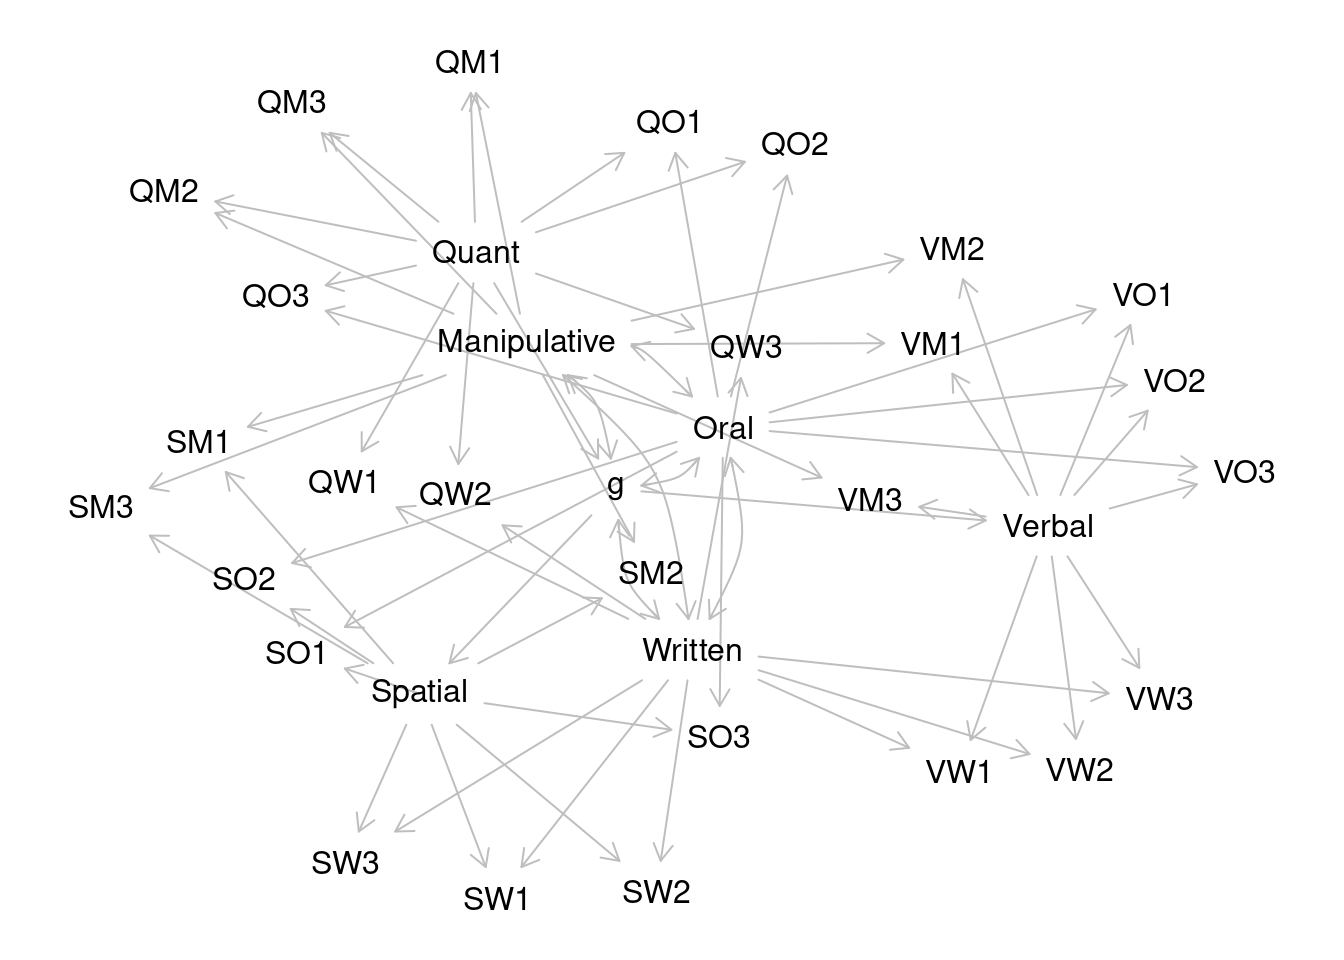 QM1
QM3
QO1
QO2
QM2
Quant
VM2
QO3
VO1
Manipulative
QW3
VM1
VO2
Oral
SM1
VO3
QW1
QW2
g
VM3
SM3
Verbal
SO2
SM2
SO1
Written
Spatial
VW3
SO3
VW1
VW2
SW3
SW1
SW2